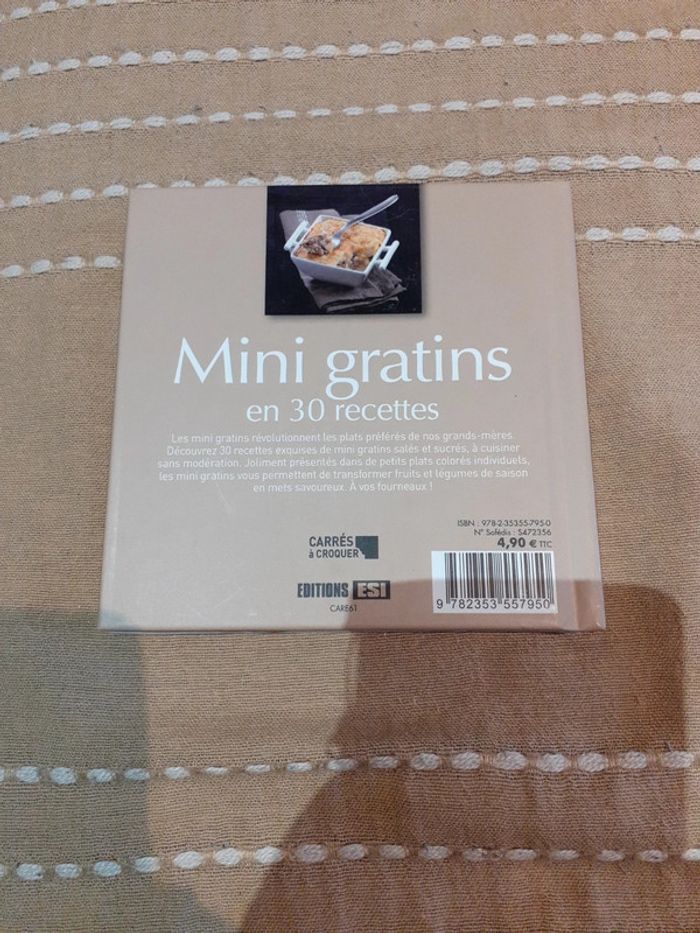 Mini gratins
en 30 recettes
Les mini gratins révolutionnent les plats préférés de nos grands-mères.
Découvrez 30 recettes exquises de mini gratins salés et sucrés, à cuisiner
sans modération. Joliment présentés dans de petits plats colorés individuels,
les mini gratins vous permettent de transformer fruits et légumes de saison
en mets savoureux. À vos fourneaux !
ISBN : 978-2-35355-795-0
N° Sofédis : S472356
4,90 € TTC
CARRÉS
à CROQUER
EDITIONS ESI
CARE61
9 782353 557950